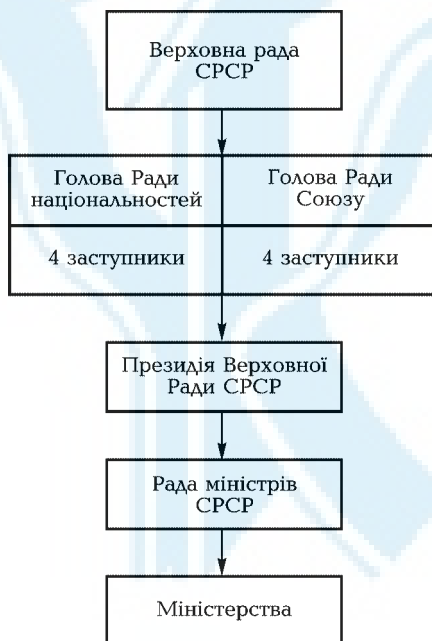 Верховна рада
СРСР
Голова Ради
національностей
Голова Ради
Союзу
4 заступники
4 заступники
Президія Верховної
Ради СРСР
Рада міністрів
СРСР
Міністерства